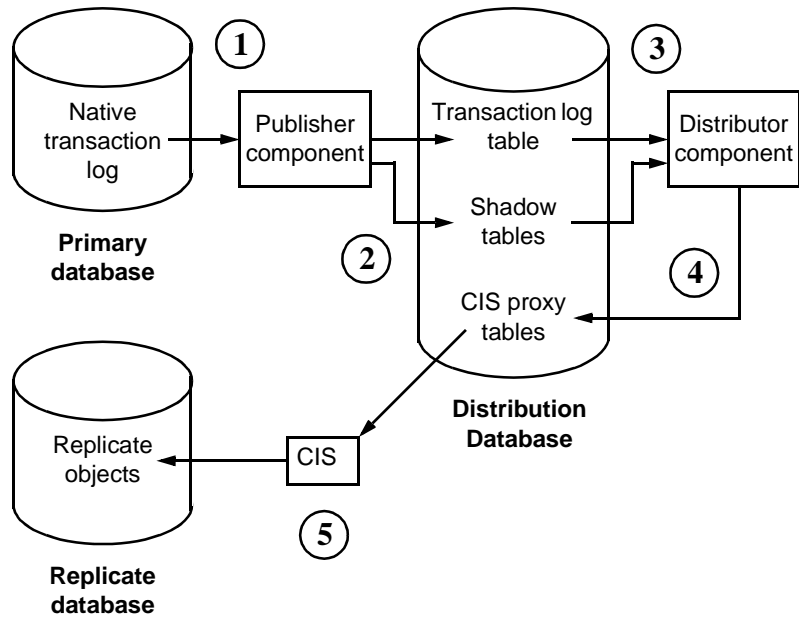 1
3
Native
transaction
log
Publisher
component
Transaction log
table
Distributor
component
Shadow
tables
Primary
database
2
4
CIS proxy
tables
Distribution
Database
Replicate
objects
CIS
5
Replicate
database